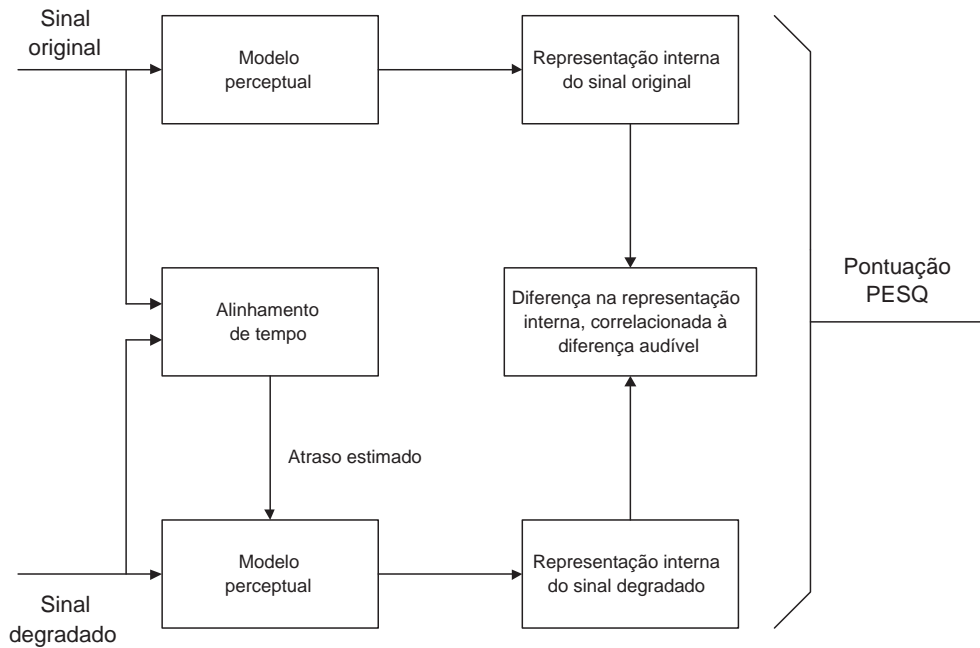 Sinal
original
Modelo
perceptual
Representação interna
do sinal original
Alinhamento
de tempo
Diferença na representação
interna, correlacionada à
diferença audível
Pontuação
PESQ
Atraso estimado
Modelo
perceptual
Representação interna
do sinal degradado
Sinal
degradado